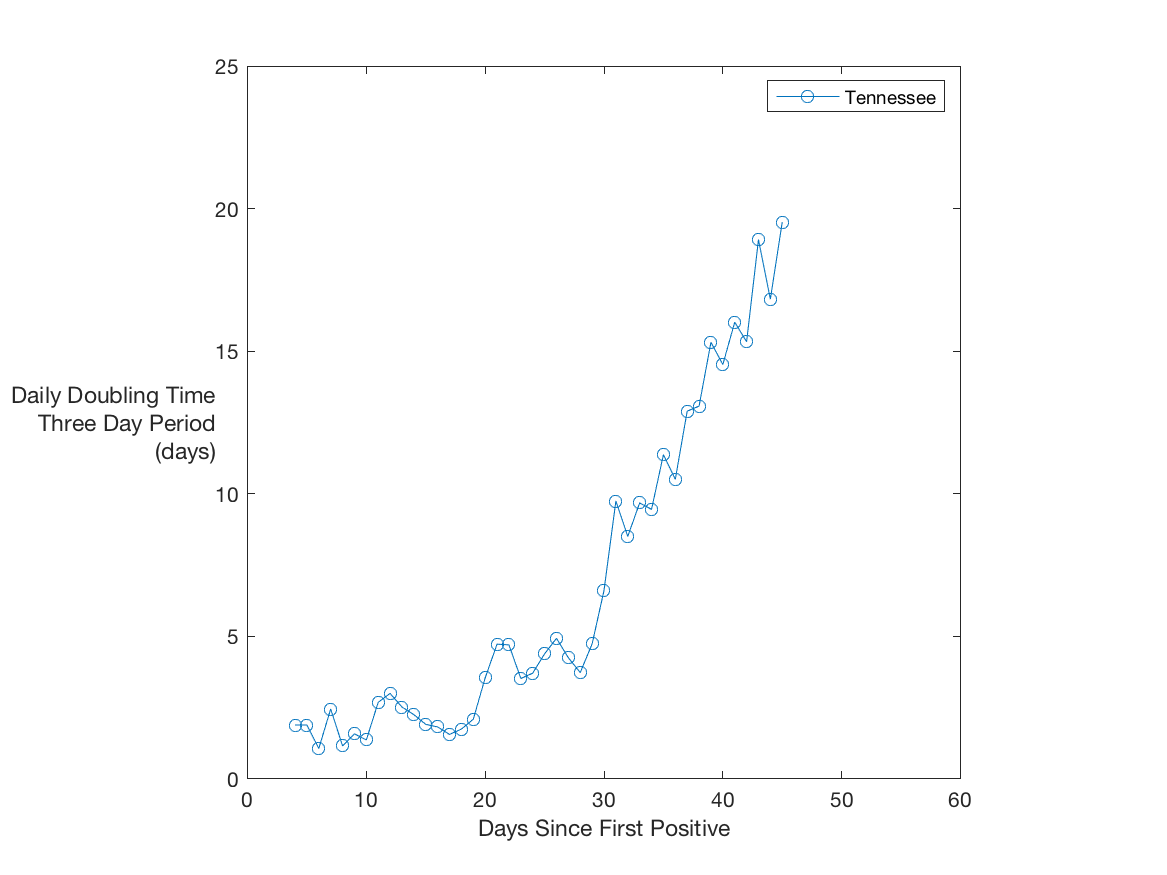 25
Tennessee
20
15
Daily Doubling Time
Three Day Period
(days)
10
5
0
0 10 20 30 40 50 60
Days Since First Positive